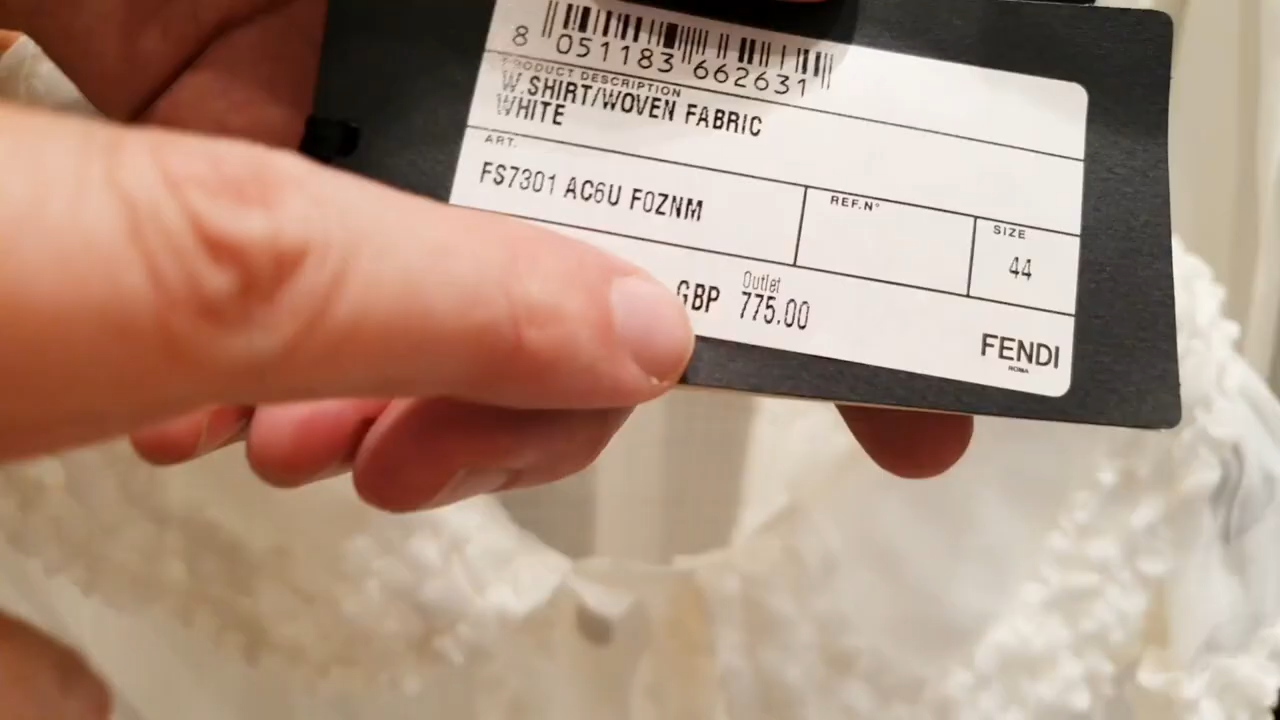 8 051183 662631
PRODUCT DESCRIPTION
W.SHIRT/WOVEN FABRIC
WHITE
ART.
FS7301 AC6U F0ZNM
REF.N°
SIZE
44
Outlet
GBP 775.00
FENDI
ROMA